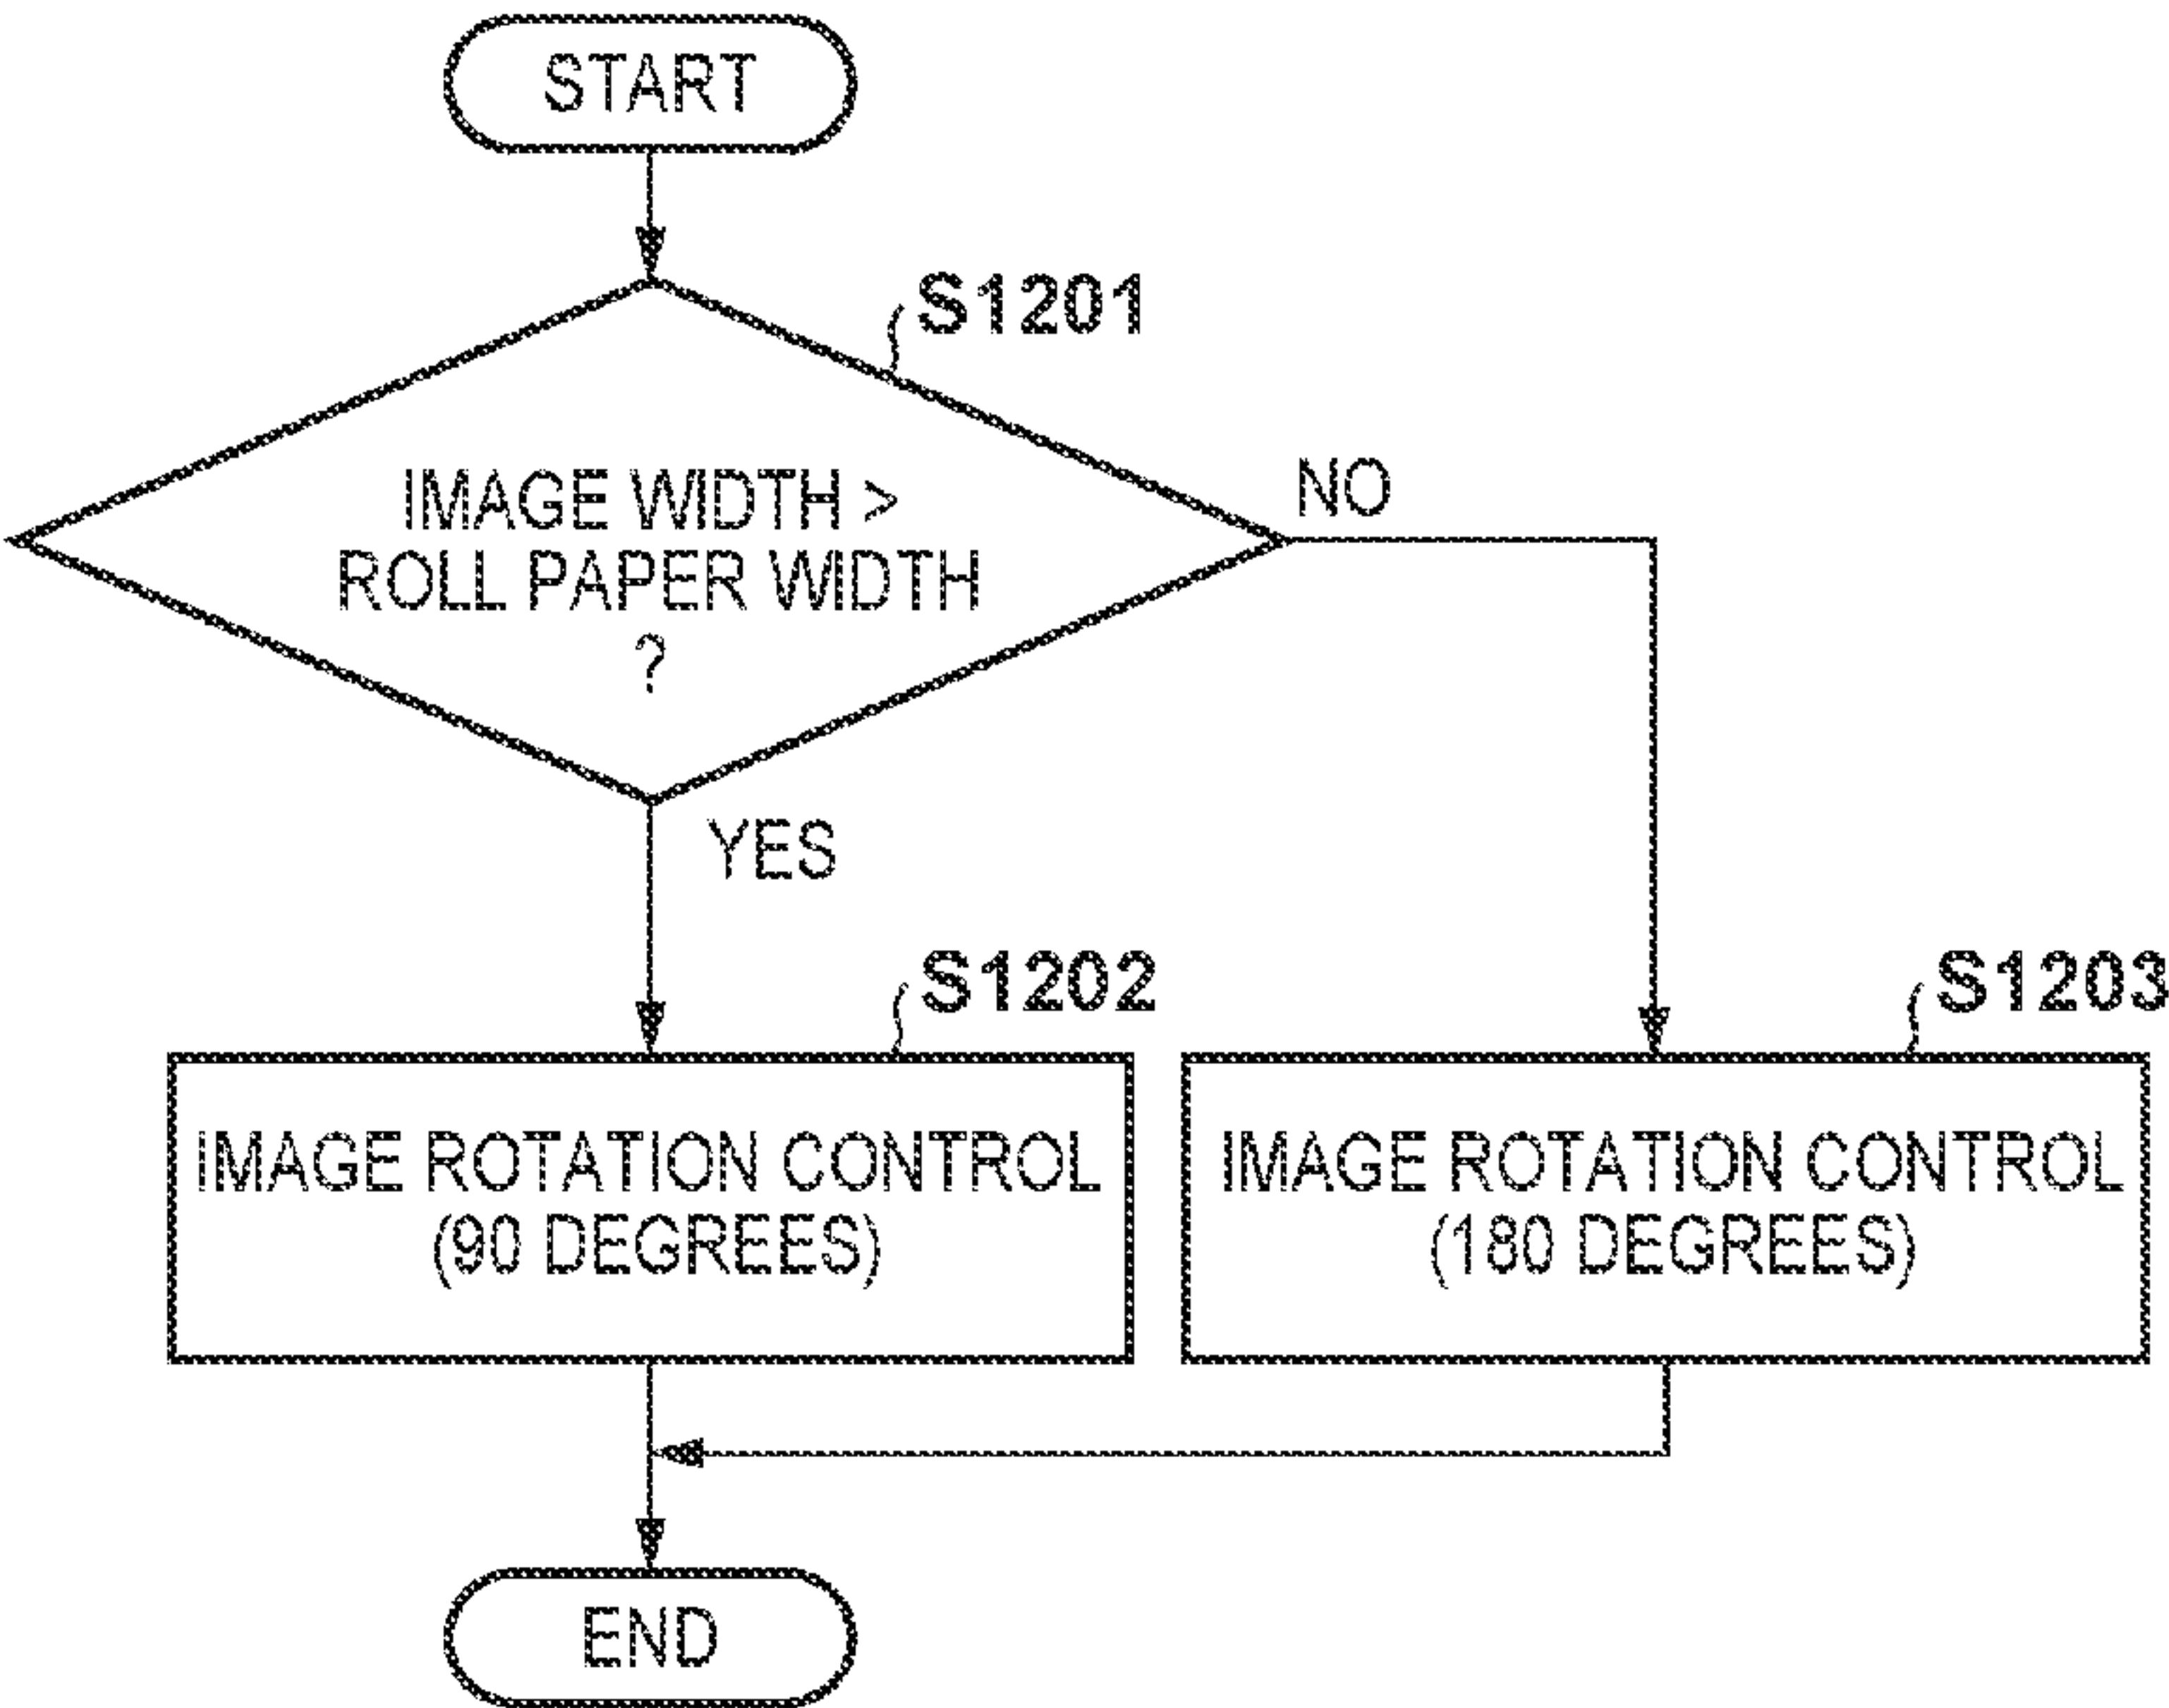 START
S1201
IMAGE WIDTH >
ROLL PAPER WIDTH
?
NO
YES
S1202
IMAGE ROTATION CONTROL
(90 DEGREES)
S1203
IMAGE ROTATION CONTROL
(180 DEGREES)
END